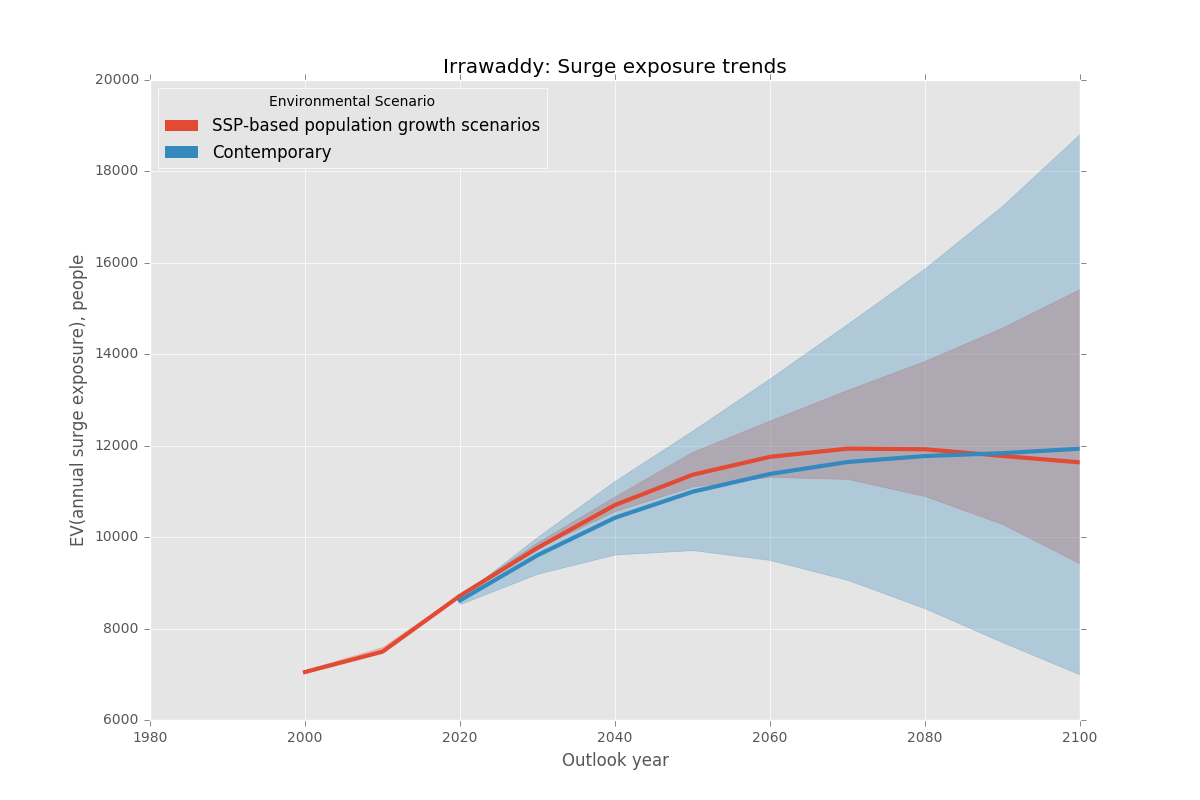 Irrawaddy: Surge exposure trends
20000
18000
16000
14000
12000
10000
8000
6000
EV(annual surge exposure), people
Environmental Scenario
SSP-based population growth scenarios
Contemporary
1980 2000 2020 2040 2060 2080 2100
Outlook year